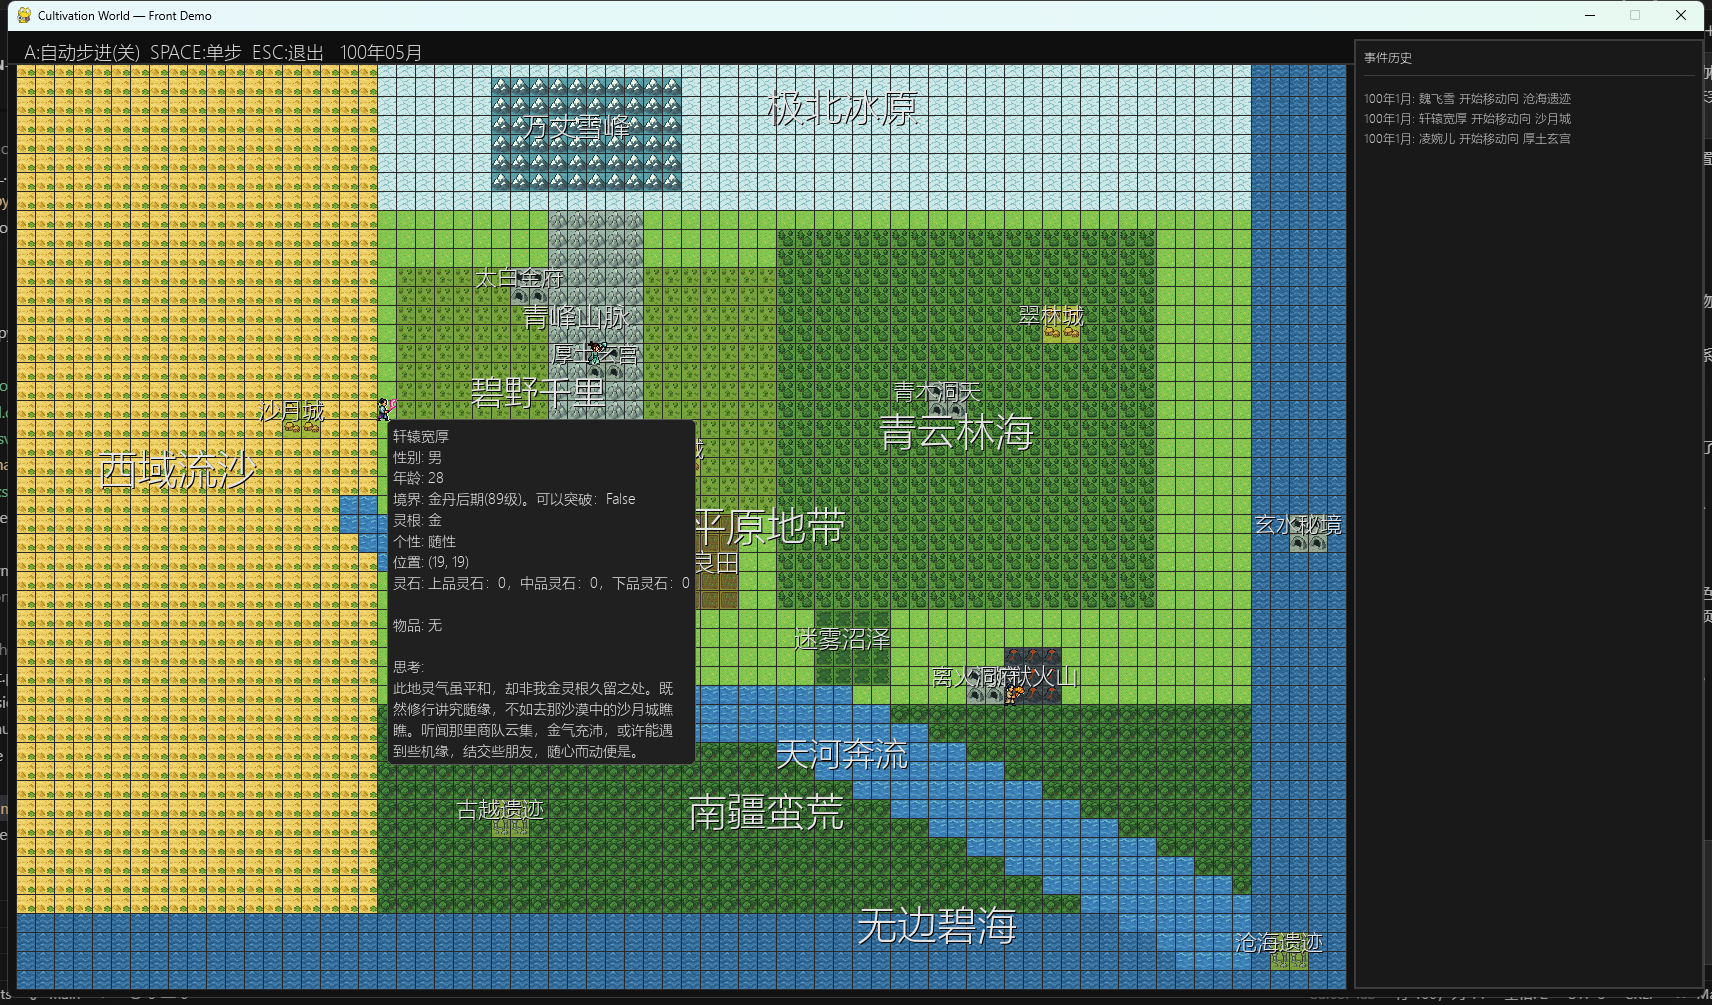 Cultivation World — Front Demo
A:自动步进(关) SPACE:单步 ESC:退出 100年05月
事件历史
100年1月: 魏飞雪 开始移动向 沧海遗迹
100年1月: 轩辕宽厚 开始移动向 沙月城
100年1月: 凌婉儿 开始移动向 厚土玄宫
极北冰原
万丈雪峰
太白金府
青峰山脉
翠林城
厚土玄宫
碧野千里
青木洞天
沙月城
青云林海
西域流沙
轩辕宽厚
性别: 男
年龄: 28
境界: 金丹后期(89级)。可以突破: False
灵根: 金
个性: 随性
位置: (19, 19)
灵石: 上品灵石: 0, 中品灵石: 0, 下品灵石: 0
物品: 无
思考:
此地灵气虽平和，却非我金灵根久留之处。既
然修行讲究随缘，不如去那沙漠中的沙月城瞧
瞧。听闻那里商队云集，金气充沛，或许能遇
到些机缘，结交些朋友，随心而动便是。
城
平原地带
良田
玄水秘境
迷雾沼泽
离火洞府
火山
天河奔流
古越遗迹
南疆蛮荒
无边碧海
沧海遗迹